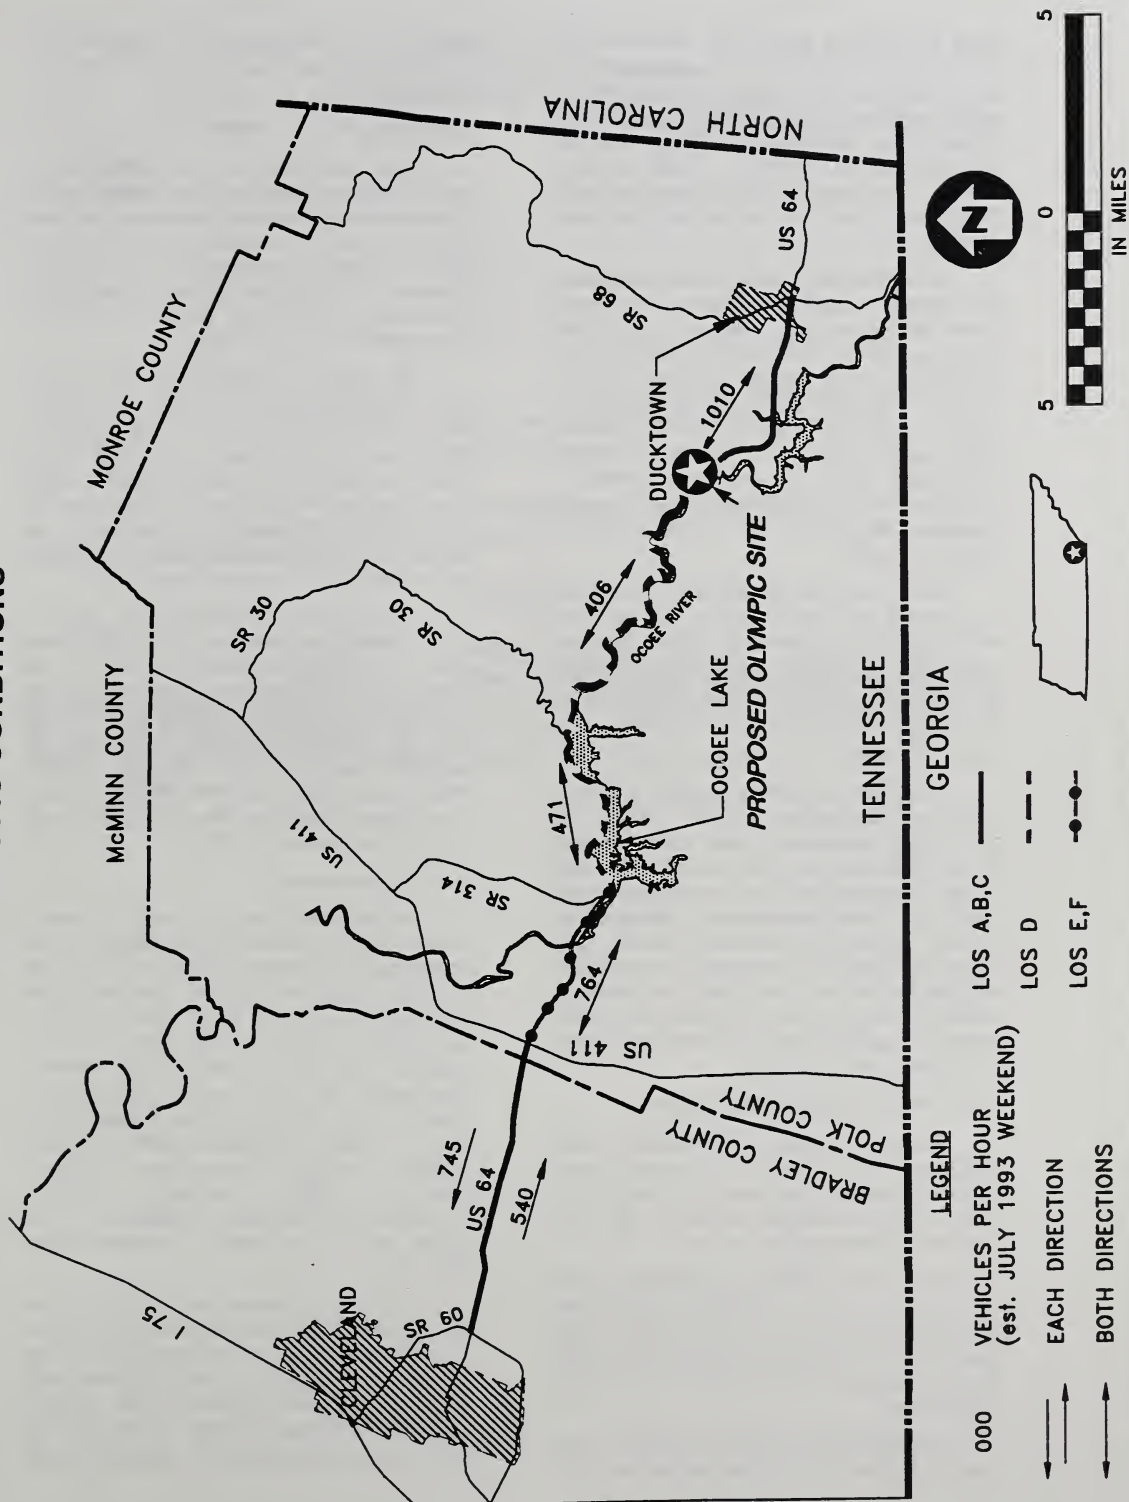 CONDITIONS
MONROE COUNTY
McMINN COUNTY
NORTH CAROLINA
SR 30
SR 30
SR 68
US 411
SR 314
I 75
CLEVELAND
SR 60
745
US 64
540
764
471
406
OCOEE RIVER
DUCKTOWN
1010
US 64
OCOEE LAKE
PROPOSED OLYMPIC SITE
US 411
BRADLEY COUNTY
POLK COUNTY
TENNESSEE
GEORGIA
N
LEGEND
000
VEHICLES PER HOUR
(est. JULY 1993 WEEKEND)
EACH DIRECTION
BOTH DIRECTIONS
LOS A,B,C
LOS D
LOS E,F
5 0 5
IN MILES